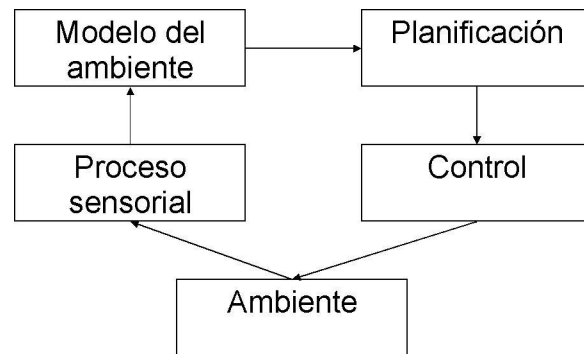 Modelo del
ambiente
Planificación
Proceso
sensorial
Control
Ambiente